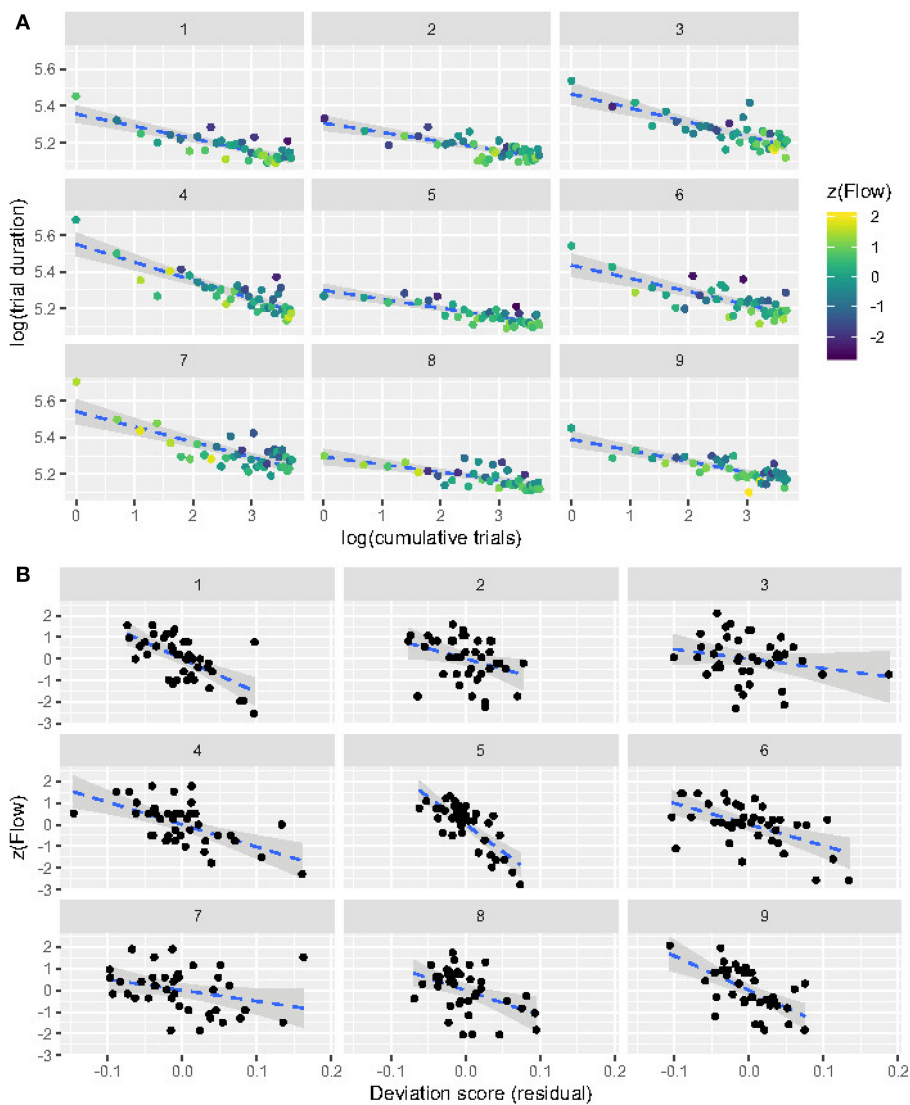 A
1 2 3
5.6
5.4
5.2
4 5 6
5.6
5.4
5.2
7 8 9
5.6
5.4
5.2
0 1 2 3 0 1 2 3 0 1 2 3
log(trial duration)
log(cumulative trials)
z(Flow)
2
1
0
-1
-2
B
1 2 3
2
1
0
-1
-2
-3
4 5 6
2
1
0
-1
-2
-3
7 8 9
2
1
0
-1
-2
-3
-0.1 0.0 0.1 0.2 -0.1 0.0 0.1 0.2 -0.1 0.0 0.1 0.2
z(Flow)
Deviation score (residual)